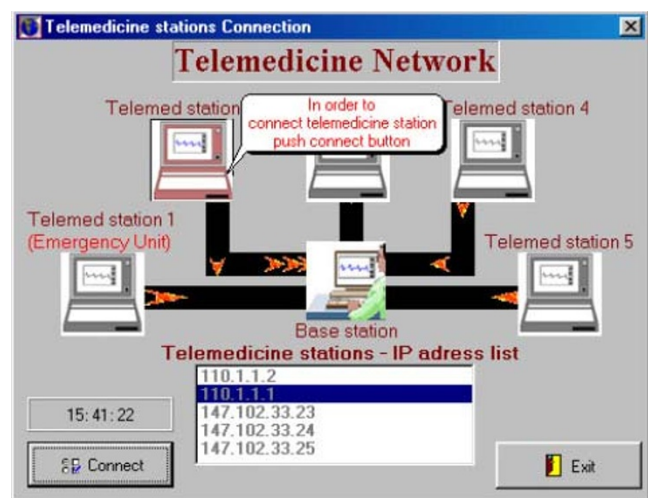 Telemedicine stations Connection
Telemedicine Network
Telemed station
In order to
connect telemedicine station
push connect button
Telemed station 4
Telemed station 1
(Emergency Unit)
Telemed station 5
Base station
Telemedicine stations - IP adress list
110.1.1.2
110.1.1.1
147.102.33.23
147.102.33.24
147.102.33.25
15:41:22
Connect
Exit